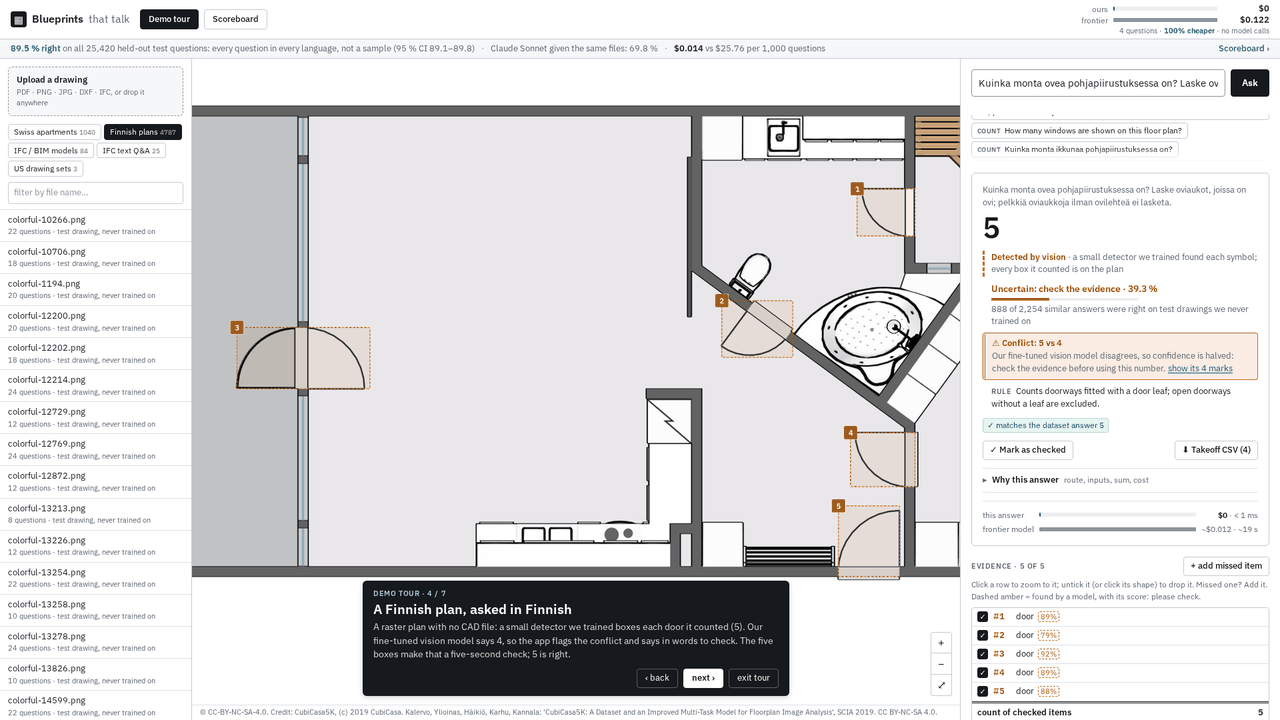 Blueprints that talk
Demo tour
Scoreboard
ours $0
frontier $0.122
4 questions · 100% cheaper · no model calls
89.5 % right on all 25,420 held-out test questions: every question in every language, not a sample (95 % CI 89.1–89.8) · Claude Sonnet given the same files: 69.8 % · $0.014 vs $25.76 per 1,000 questions
Scoreboard ›
Upload a drawing
PDF · PNG · JPG · DXF · IFC, or drop it
anywhere
Swiss apartments 1040
Finnish plans 4787
IFC / BIM models 84
IFC text Q&A 25
US drawing sets 3
filter by file name...
colorful-10266.png
22 questions · test drawing, never trained on
colorful-10706.png
18 questions · test drawing, never trained on
colorful-1194.png
20 questions · test drawing, never trained on
colorful-12200.png
20 questions · test drawing, never trained on
colorful-12202.png
18 questions · test drawing, never trained on
colorful-12214.png
24 questions · test drawing, never trained on
colorful-12729.png
12 questions · test drawing, never trained on
colorful-12769.png
24 questions · test drawing, never trained on
colorful-12872.png
12 questions · test drawing, never trained on
colorful-13213.png
8 questions · test drawing, never trained on
colorful-13226.png
12 questions · test drawing, never trained on
colorful-13254.png
22 questions · test drawing, never trained on
colorful-13258.png
10 questions · test drawing, never trained on
colorful-13278.png
24 questions · test drawing, never trained on
colorful-13826.png
10 questions · test drawing, never trained on
colorful-14599.png
22 questions · test drawing, never trained on
1
2
3
4
5
DEMO TOUR · 4 / 7
A Finnish plan, asked in Finnish
A raster plan with no CAD file: a small detector we trained boxes each door it counted (5). Our
fine-tuned vision model says 4, so the app flags the conflict and says in words to check. The five
boxes make that a five-second check; 5 is right.
‹ back
next ›
exit tour
+
−
⤢
© CC-BY-NC-SA-4.0. Credit: CubiCasa5K, (c) 2019 CubiCasa. Kalervo, Ylioinas, Häikiö, Karhu, Kannala: 'CubiCasa5K: A Dataset and an Improved Multi-Task Model for Floorplan Image Analysis', SCIA 2019. CC BY-NC-SA 4.0.
Kuinka monta ovea pohjapiirustuksessa on? Laske ov
Ask
COUNT How many windows are shown on this floor plan?
COUNT Kuinka monta ikkunaa pohjapiirustuksessa on?
Kuinka monta ovea pohjapiirustuksessa on? Laske oviaukot, joissa on
ovi; pelkkiä oviaukkoja ilman ovilehteä ei lasketa.
5
Detected by vision · a small detector we trained found each symbol;
every box it counted is on the plan
Uncertain: check the evidence · 39.3 %
888 of 2,254 similar answers were right on test drawings we never
trained on
⚠ Conflict: 5 vs 4
Our fine-tuned vision model disagrees, so confidence is halved:
check the evidence before using this number. show its 4 marks
RULE Counts doorways fitted with a door leaf; open doorways
without a leaf are excluded.
✓ matches the dataset answer 5
✓ Mark as checked
⬇ Takeoff CSV (4)
▸ Why this answer route, inputs, sum, cost
this answer $0 · < 1 ms
frontier model ~$0.012 · ~19 s
EVIDENCE · 5 OF 5
+ add missed item
Click a row to zoom to it; untick it (or click its shape) to drop it. Missed one? Add it.
Dashed amber = found by a model, with its score: please check.
✓ #1 door 89%
✓ #2 door 79%
✓ #3 door 92%
✓ #4 door 89%
✓ #5 door 88%
count of checked items 5